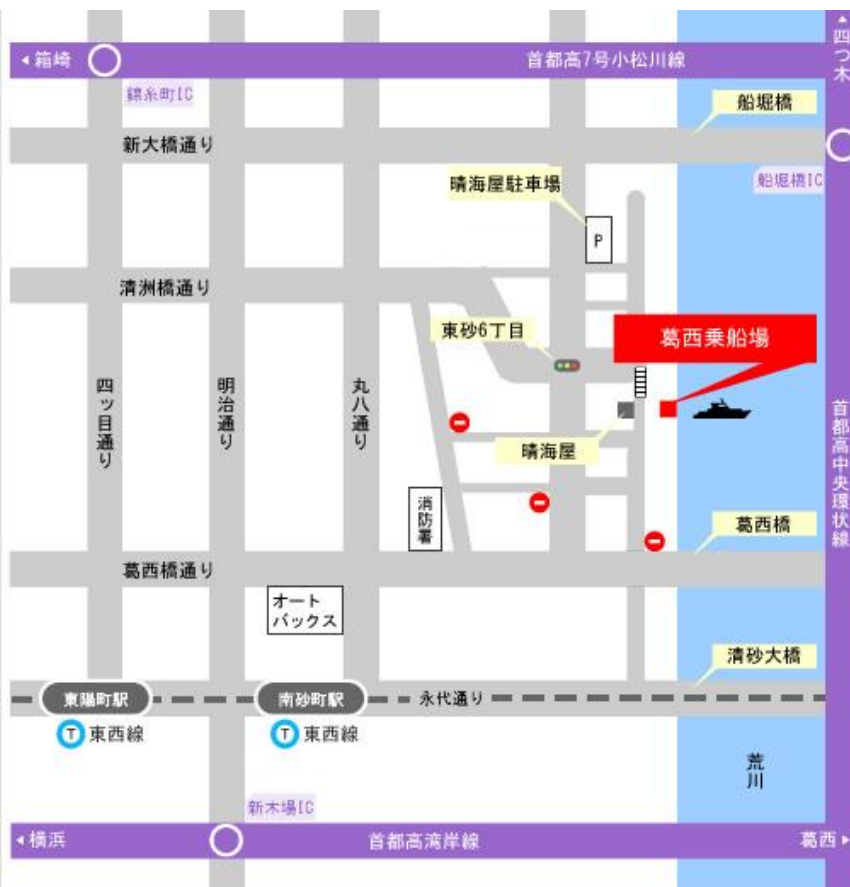 四つ木
箱崎
首都高7号小松川線
錦糸町IC
船堀橋
新大橋通り
晴海屋駐車場
船堀橋IC
P
清洲橋通り
東砂6丁目
葛西乗船場
四ッ目通り
明治通り
丸八通り
首都高中央環状線
晴海屋
消防署
葛西橋
葛西橋通り
オート
バックス
清砂大橋
東陽町駅
南砂町駅
永代通り
T 東西線
T 東西線
荒川
新木場IC
横浜
首都高湾岸線
葛西